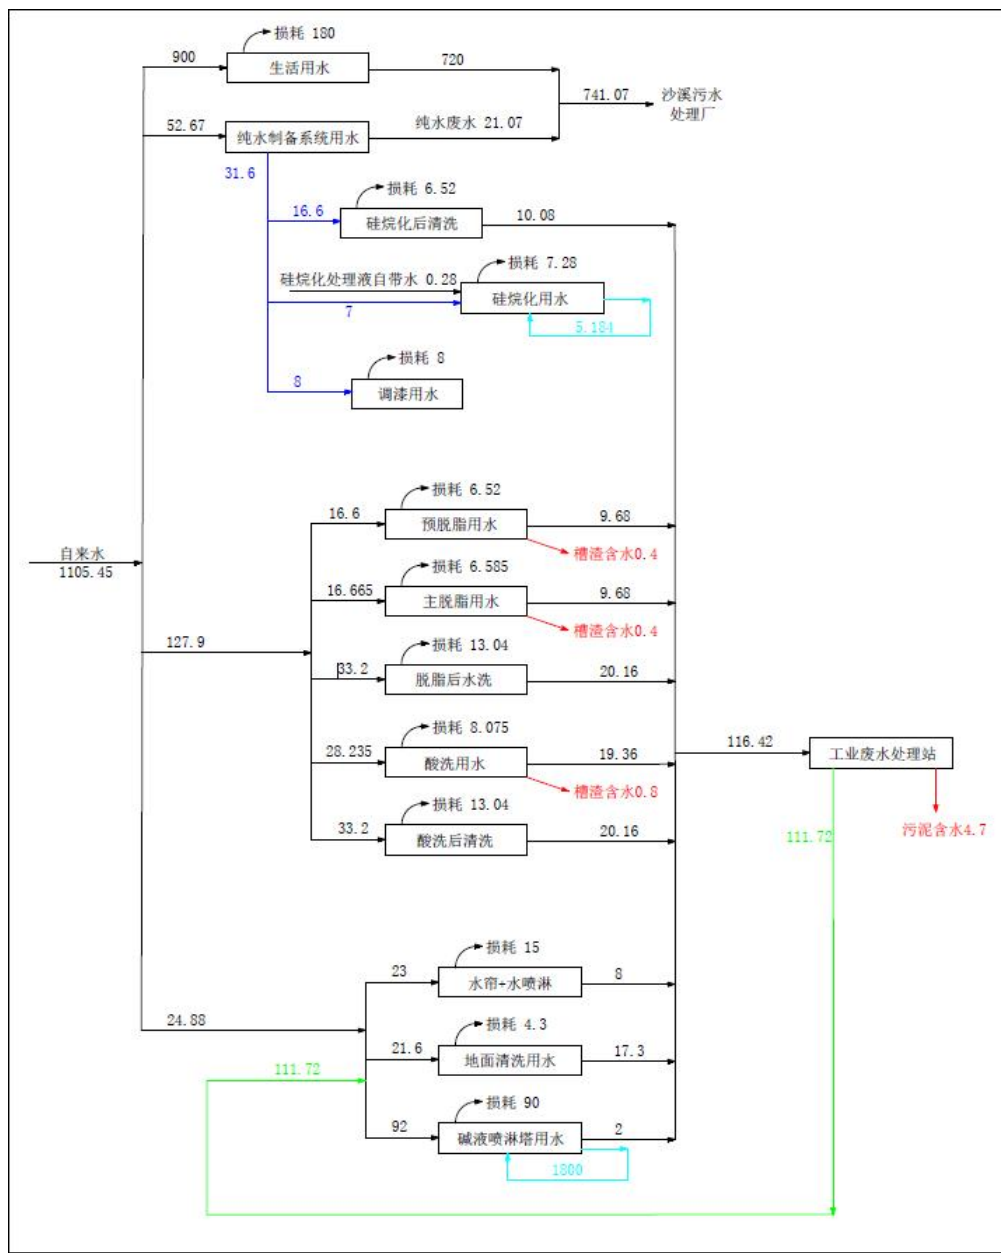 损耗 180
900
生活用水
720
741.07
沙溪污水
处理厂
52.67
纯水制备系统用水
纯水废水 21.07
31.6
损耗 6.52
16.6
硅烷化后清洗
10.08
损耗 7.28
硅烷化处理液自带水 0.28
硅烷化用水
7
5.184
损耗 8
8
调漆用水
损耗 6.52
16.6
预脱脂用水
9.68
槽渣含水0.4
自来水
1105.45
损耗 6.585
16.665
主脱脂用水
9.68
槽渣含水0.4
127.9
损耗 13.04
33.2
脱脂后水洗
20.16
损耗 8.075
28.235
酸洗用水
19.36
槽渣含水0.8
116.42
工业废水处理站
损耗 13.04
33.2
酸洗后清洗
20.16
111.72
污泥含水4.7
损耗 15
23
水帘+水喷淋
8
24.88
损耗 4.3
21.6
地面清洗用水
17.3
111.72
损耗 90
92
碱液喷淋塔用水
2
1800